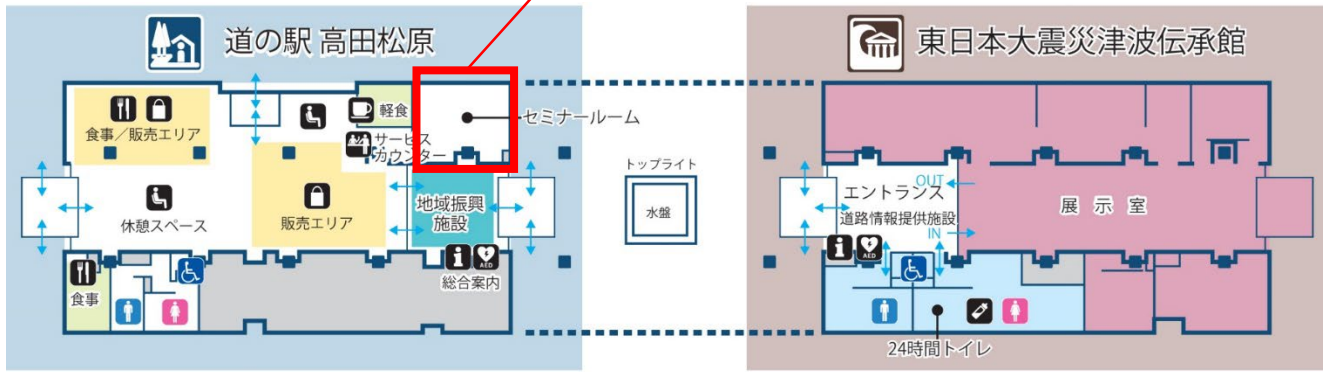 道の駅 高田松原
東日本大震災津波伝承館
食事／販売エリア
軽食
サービス
カウンター
セミナールーム
休憩スペース
販売エリア
地域振興
施設
総合案内
AED
食事
トップライト
水盤
OUT
エントランス
道路情報提供施設
IN
展示室
AED
24時間トイレ